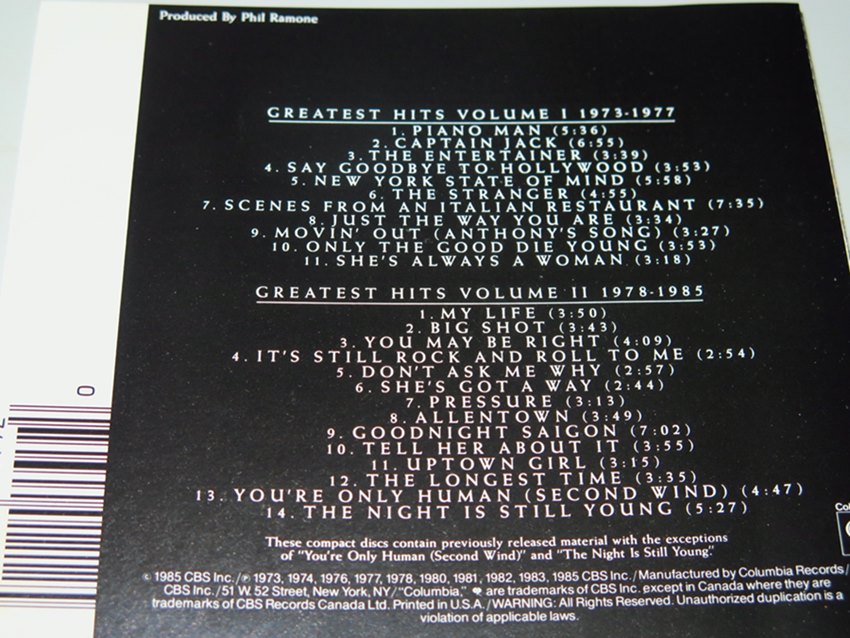 Produced By Phil Ramone
GREATEST HITS VOLUME I 1973-1977
1. PIANO MAN (5:36)
2. CAPTAIN JACK (6:55)
3. THE ENTERTAINER (3:39)
4. SAY GOODBYE TO HOLLYWOOD (3:53)
5. NEW YORK STATE OF MIND (5:58)
6. THE STRANGER (4:55)
7. SCENES FROM AN ITALIAN RESTAURANT (7:35)
8. JUST THE WAY YOU ARE (3:34)
9. MOVIN' OUT (ANTHONY'S SONG) (3:27)
10. ONLY THE GOOD DIE YOUNG (3:53)
11. SHE'S ALWAYS A WOMAN (3:18)
GREATEST HITS VOLUME II 1978-1985
1. MY LIFE (3:50)
2. BIG SHOT (3:43)
3. YOU MAY BE RIGHT (4:09)
4. IT'S STILL ROCK AND ROLL TO ME (2:54)
5. DON'T ASK ME WHY (2:57)
6. SHE'S GOT A WAY (2:44)
7. PRESSURE (3:13)
8. ALLENTOWN (3:49)
9. GOODNIGHT SAIGON (7:02)
10. TELL HER ABOUT IT (3:55)
11. UPTOWN GIRL (3:15)
12. THE LONGEST TIME (3:35)
13. YOU'RE ONLY HUMAN (SECOND WIND) (4:47)
14. THE NIGHT IS STILL YOUNG (5:27)
These compact discs contain previously released material with the exceptions
of "You're Only Human (Second Wind)" and "The Night Is Still Young."
© 1985 CBS Inc./℗ 1973, 1974, 1976, 1977, 1978, 1980, 1981, 1982, 1983, 1985 CBS Inc./Manufactured by Columbia Records/
CBS Inc./51 W. 52 Street, New York, NY/"Columbia," are trademarks of CBS Inc. except in Canada where they are
trademarks of CBS Records Canada Ltd. Printed in U.S.A./WARNING: All Rights Reserved. Unauthorized duplication is a
violation of applicable laws.
0